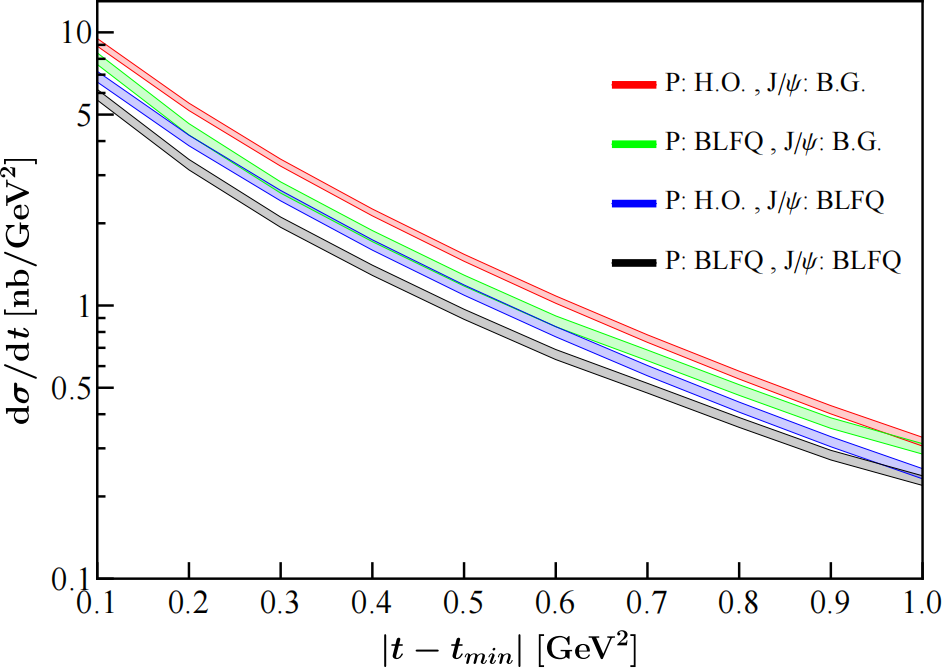 10
5
1
0.5
0.1
dσ/dt [nb/GeV²]
P: H.O. , J/ψ: B.G.
P: BLFQ , J/ψ: B.G.
P: H.O. , J/ψ: BLFQ
P: BLFQ , J/ψ: BLFQ
0.1 0.2 0.3 0.4 0.5 0.6 0.7 0.8 0.9 1.0
|t − tₘᵢₙ| [GeV²]